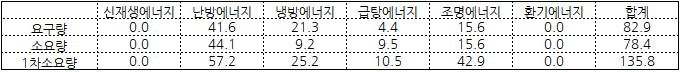 신재생에너지 난방에너지 냉방에너지 급탕에너지 조명에너지 환기에너지 합계
요구량 0.0 41.6 21.3 4.4 15.6 0.0 82.9
소요량 0.0 44.1 9.2 9.5 15.6 0.0 78.4
1차소요량 0.0 57.2 25.2 10.5 42.9 0.0 135.8